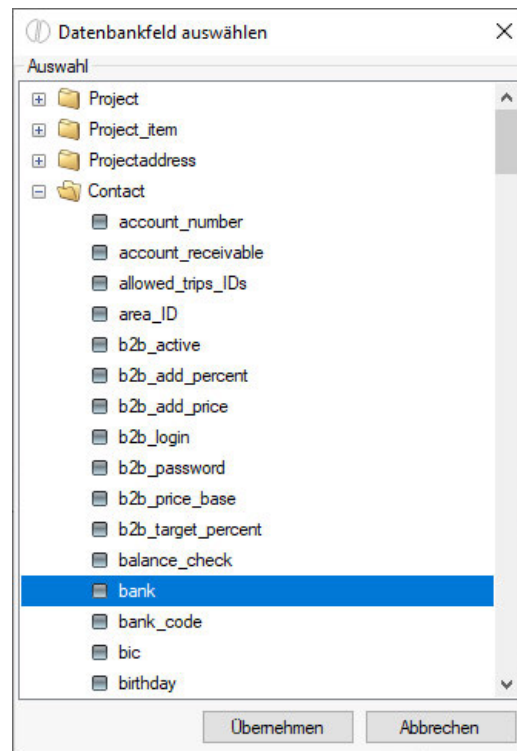 Datenbankfeld auswählen
Auswahl
Project
Project_item
Projectaddress
Contact
account_number
account_receivable
allowed_trips_IDs
area_ID
b2b_active
b2b_add_percent
b2b_add_price
b2b_login
b2b_password
b2b_price_base
b2b_target_percent
balance_check
bank
bank_code
bic
birthday
Übernehmen Abbrechen